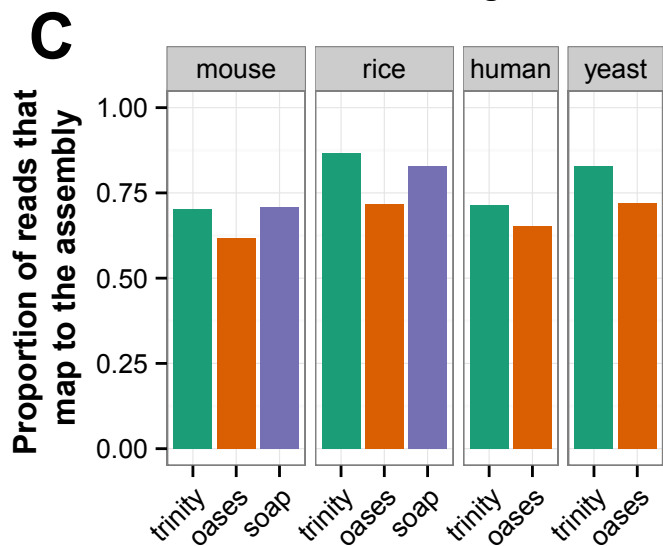 C
mouse rice human yeast
Proportion of reads that
map to the assembly
1.00
0.75
0.50
0.25
0.00
trinity oases soap trinity oases soap trinity oases trinity oases